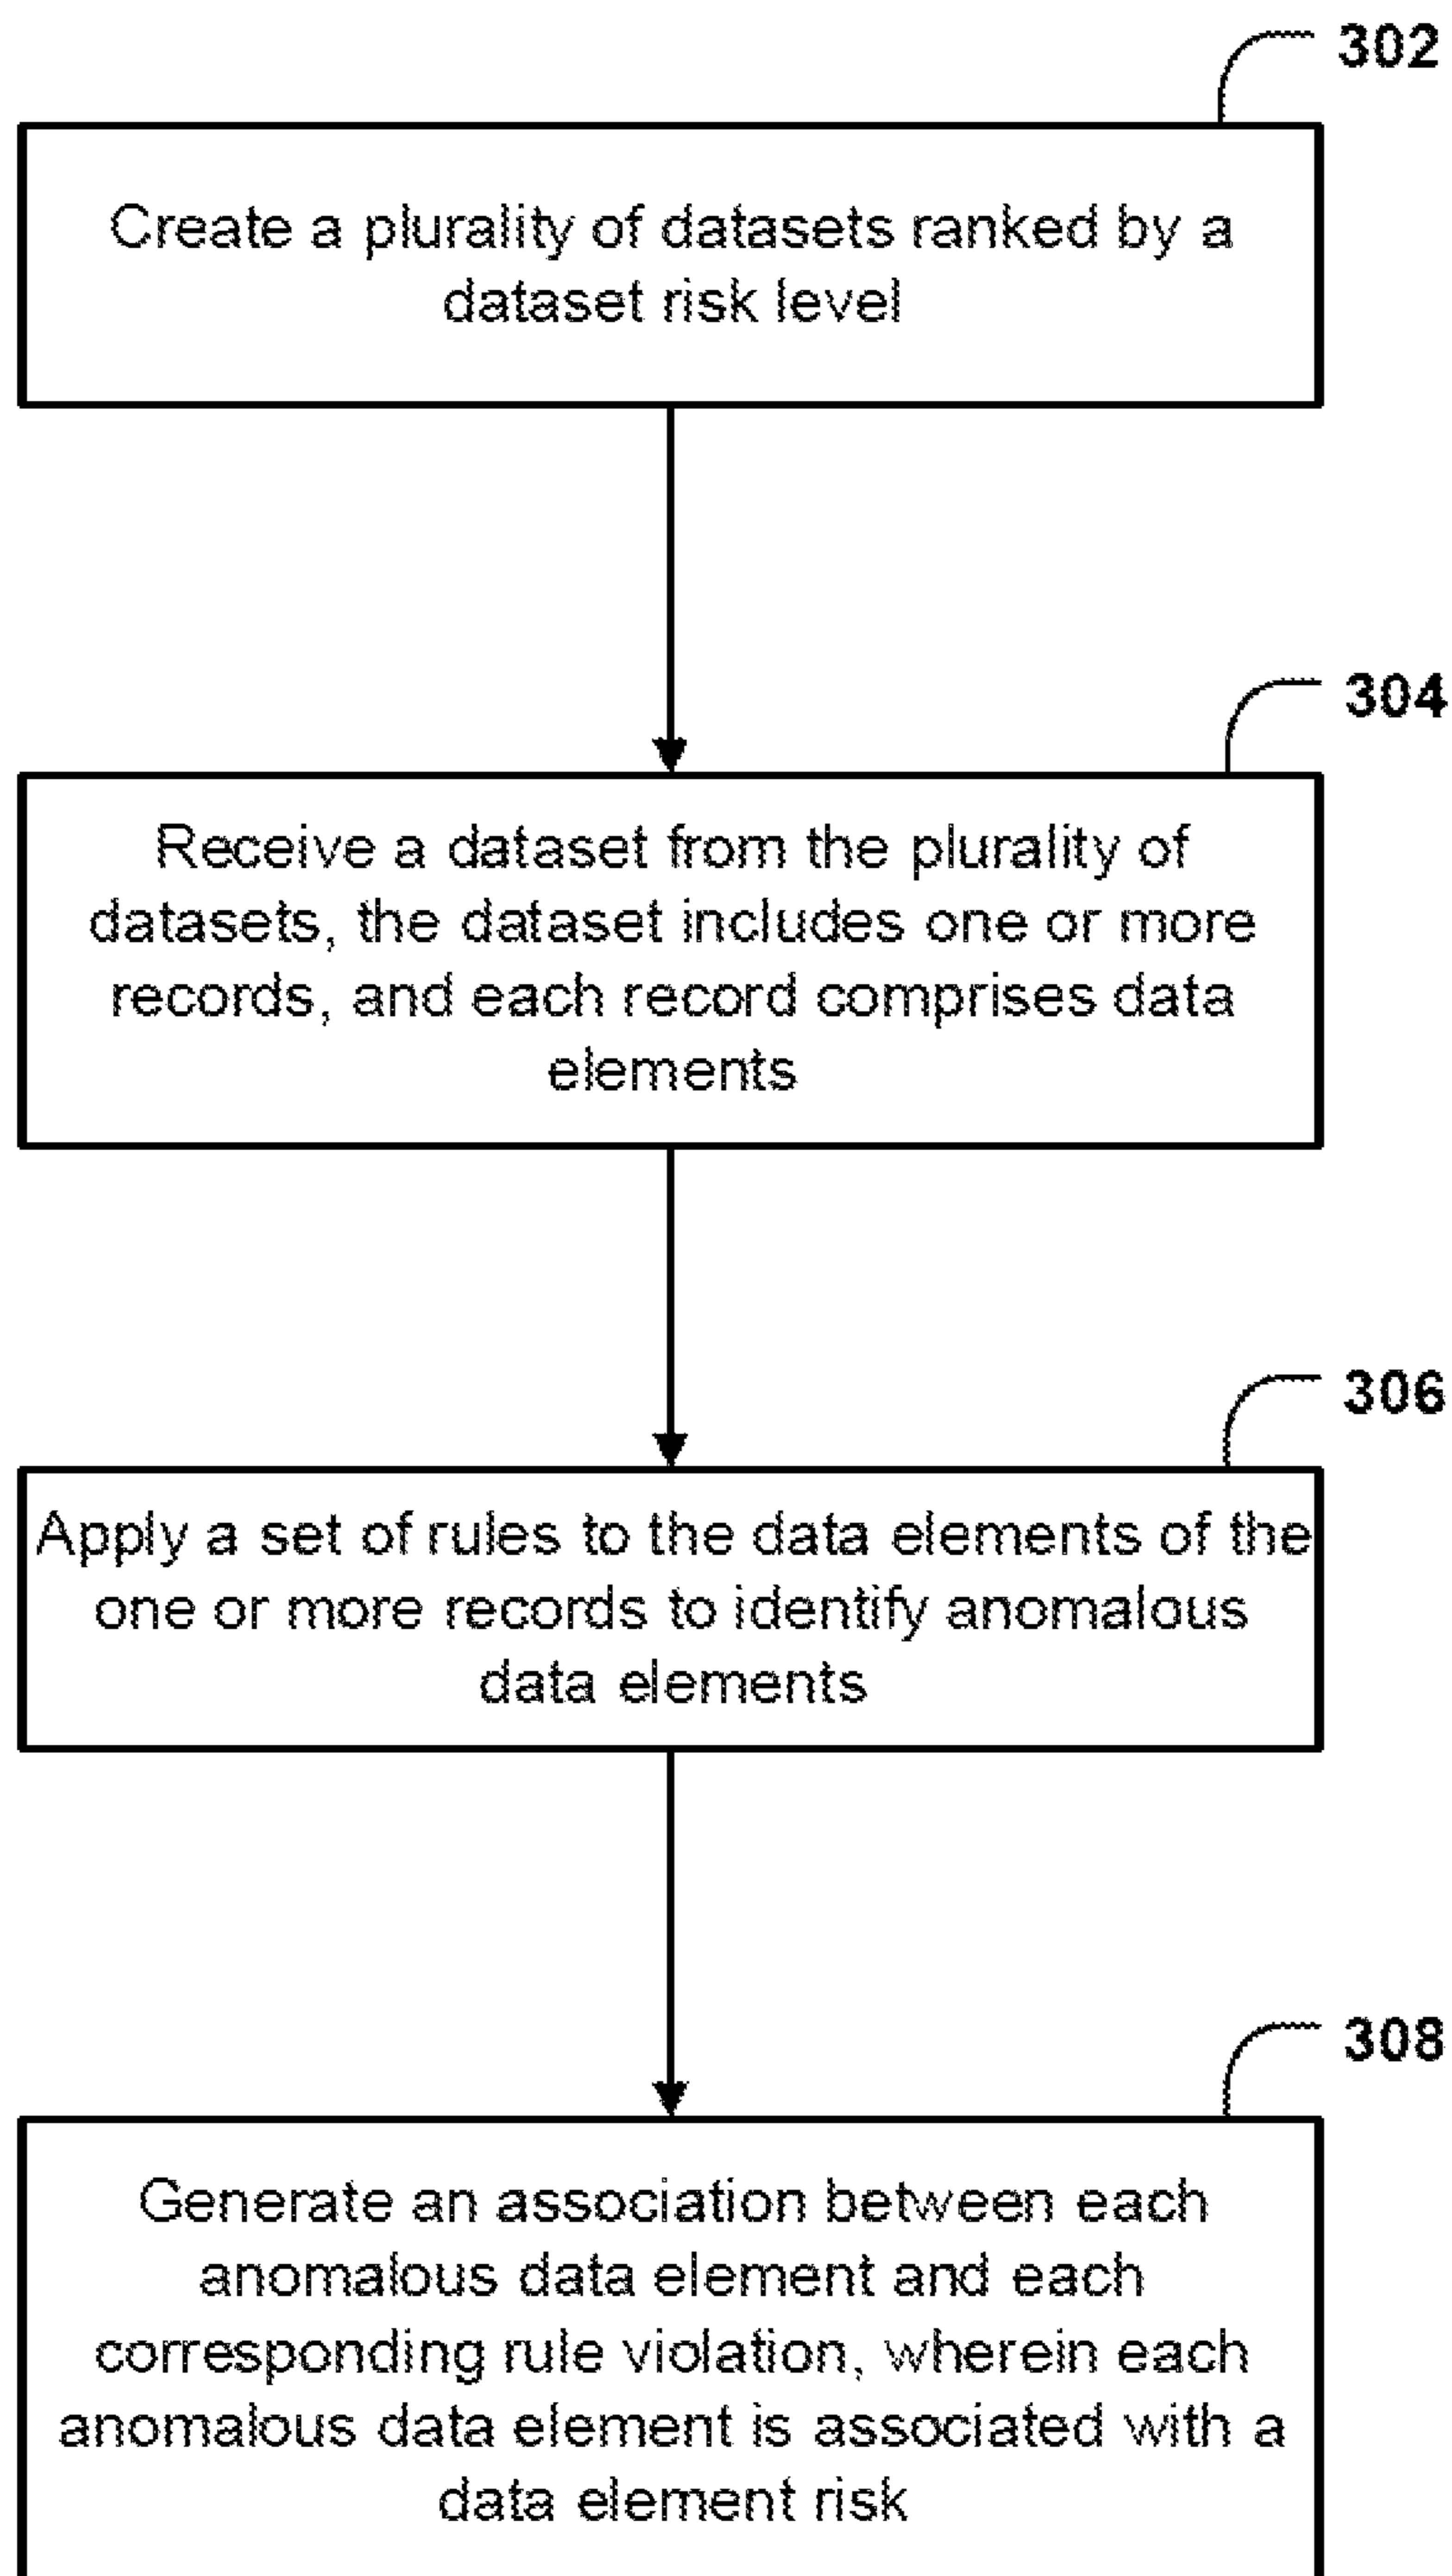 302
Create a plurality of datasets ranked by a
dataset risk level
304
Receive a dataset from the plurality of
datasets, the dataset includes one or more
records, and each record comprises data
elements
306
Apply a set of rules to the data elements of the
one or more records to identify anomalous
data elements
308
Generate an association between each
anomalous data element and each
corresponding rule violation, wherein each
anomalous data element is associated with a
data element risk